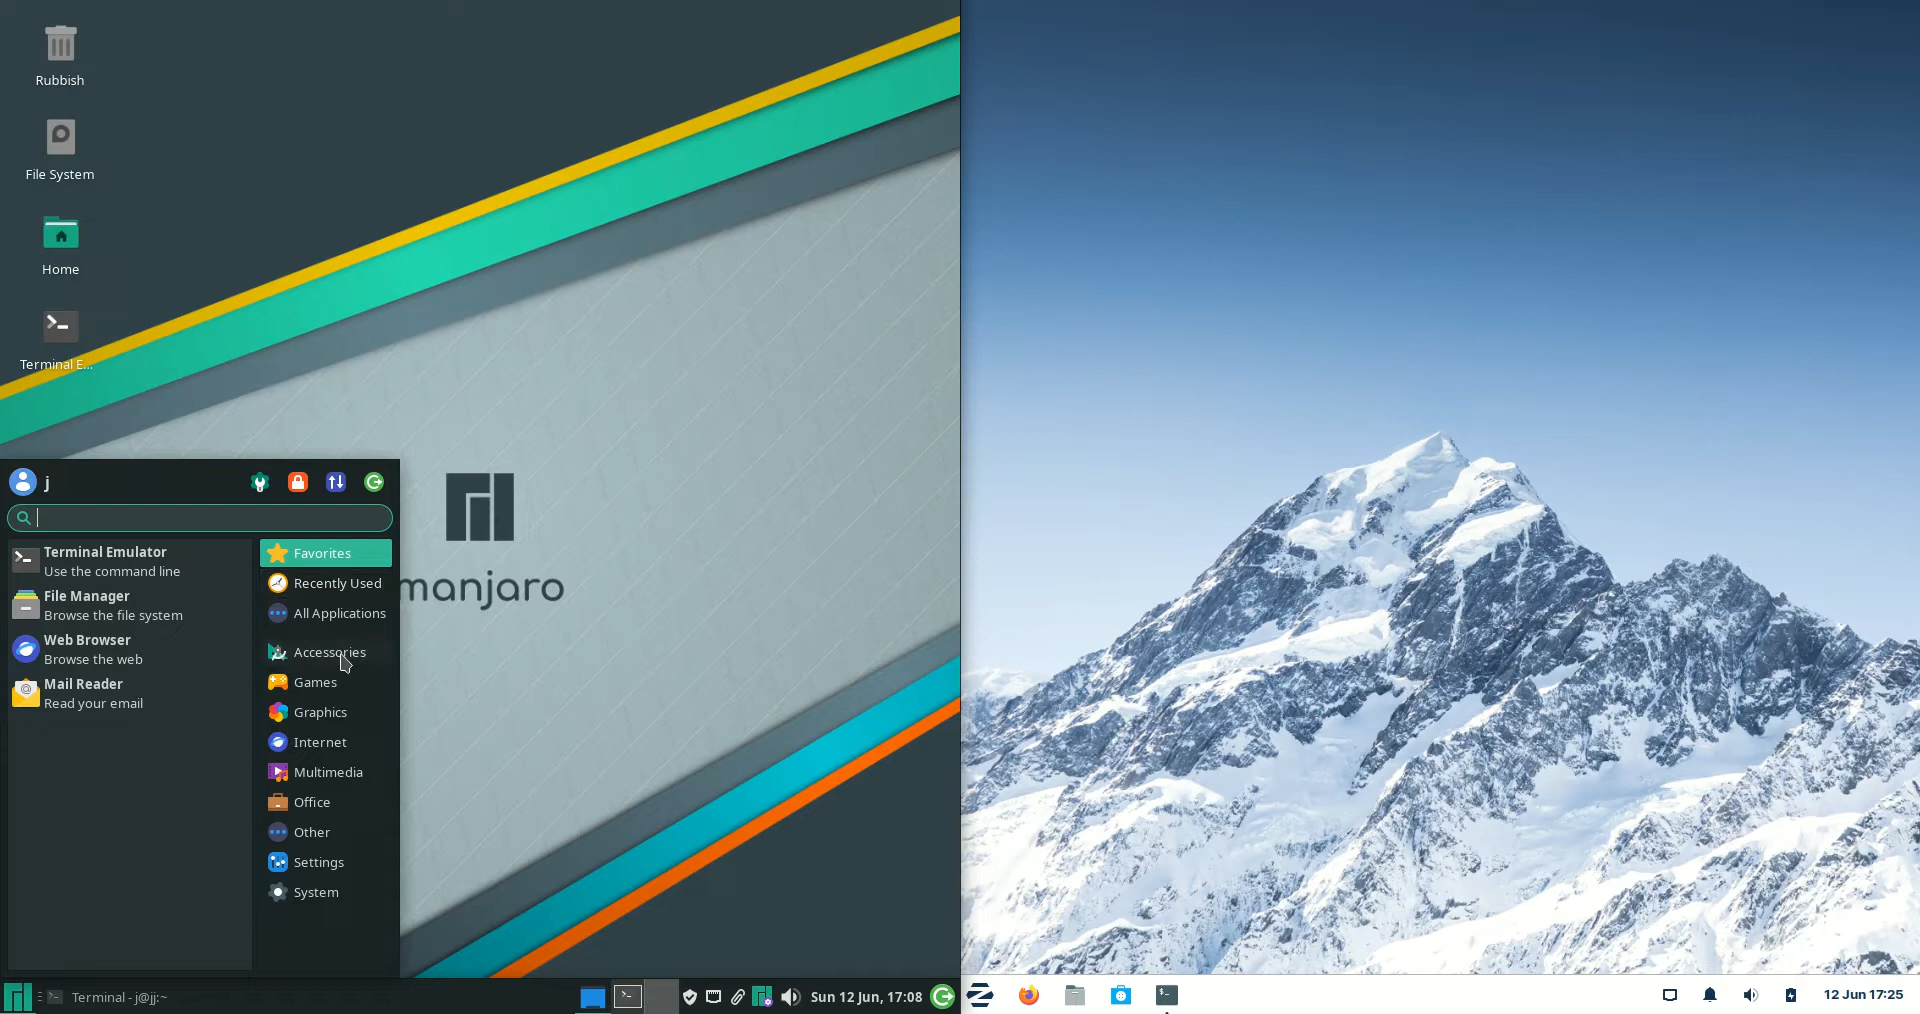 Rubbish
File System
Home
Terminal E...
manjaro
j
Terminal Emulator
Use the command line
File Manager
Browse the file system
Web Browser
Browse the web
Mail Reader
Read your email
Favorites
Recently Used
All Applications
Accessories
Games
Graphics
Internet
Multimedia
Office
Other
Settings
System
Terminal - j@jj:~
Sun 12 Jun, 17:08
12 Jun 17:25